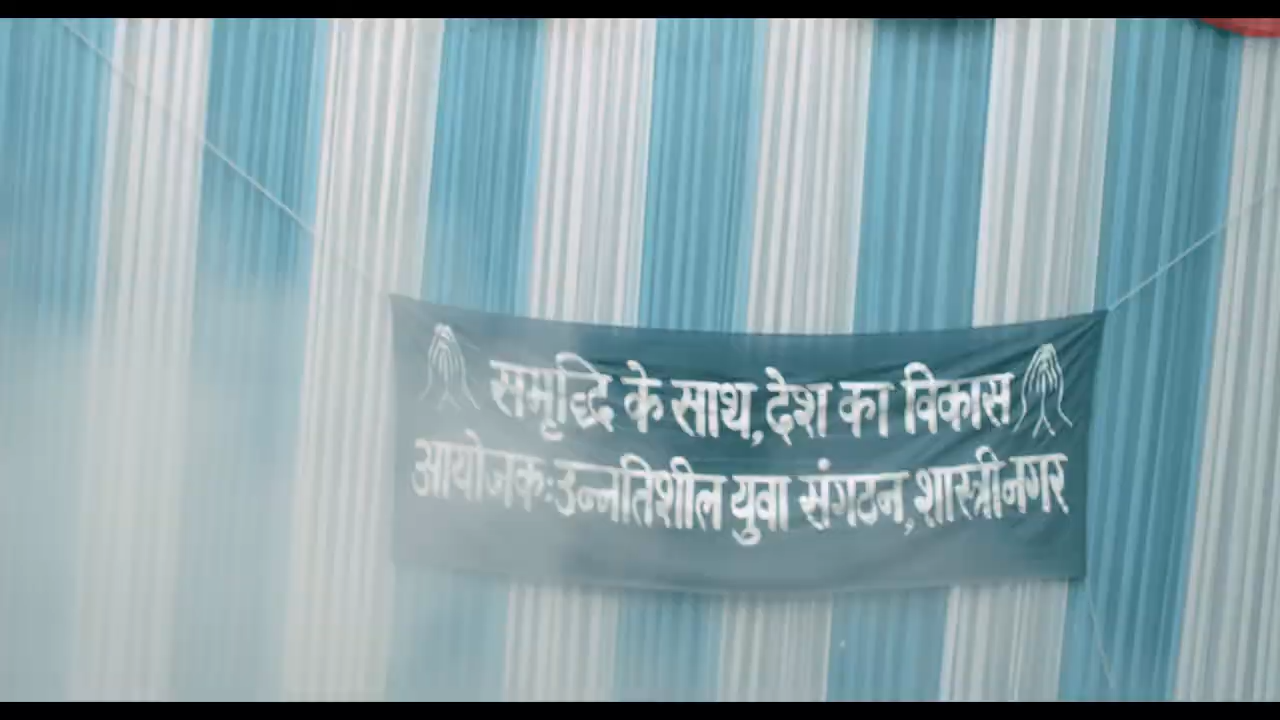 समृद्धि के साथ, देश का विकास
आयोजकः उन्नतिशील युवा संगठन, शास्त्रीनगर